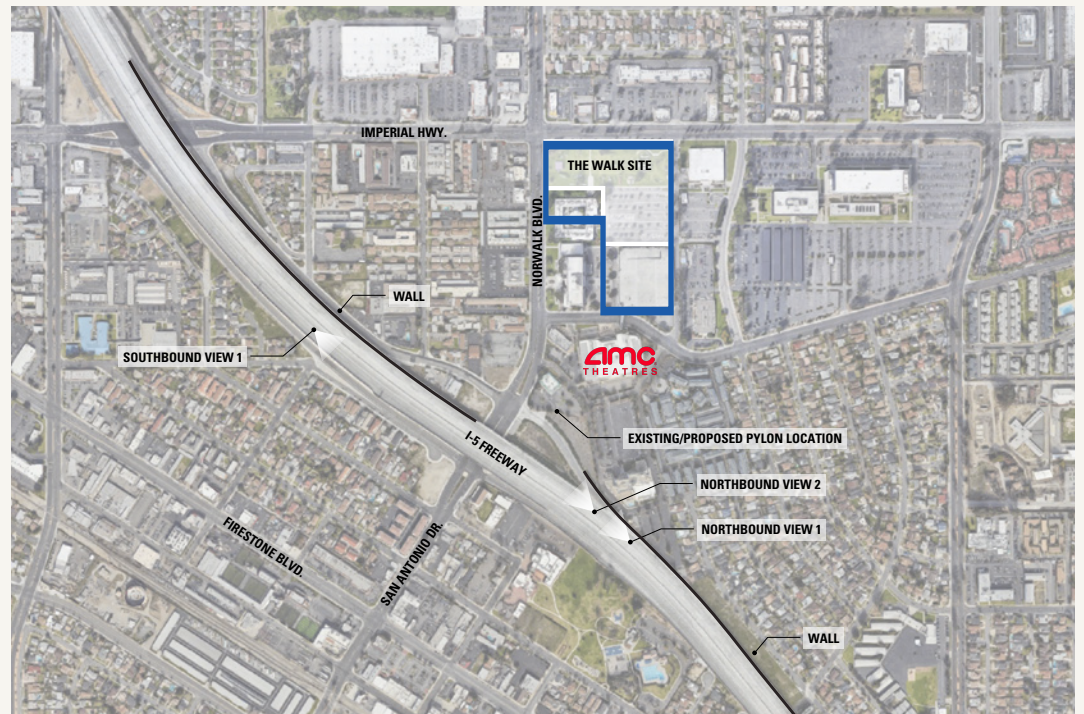 IMPERIAL HWY.
THE WALK SITE
NORWALK BLVD.
WALL
SOUTHBOUND VIEW 1
amc
THEATRES
EXISTING/PROPOSED PYLON LOCATION
I-5 FREEWAY
NORTHBOUND VIEW 2
NORTHBOUND VIEW 1
FIRESTONE BLVD.
SAN ANTONIO DR.
WALL